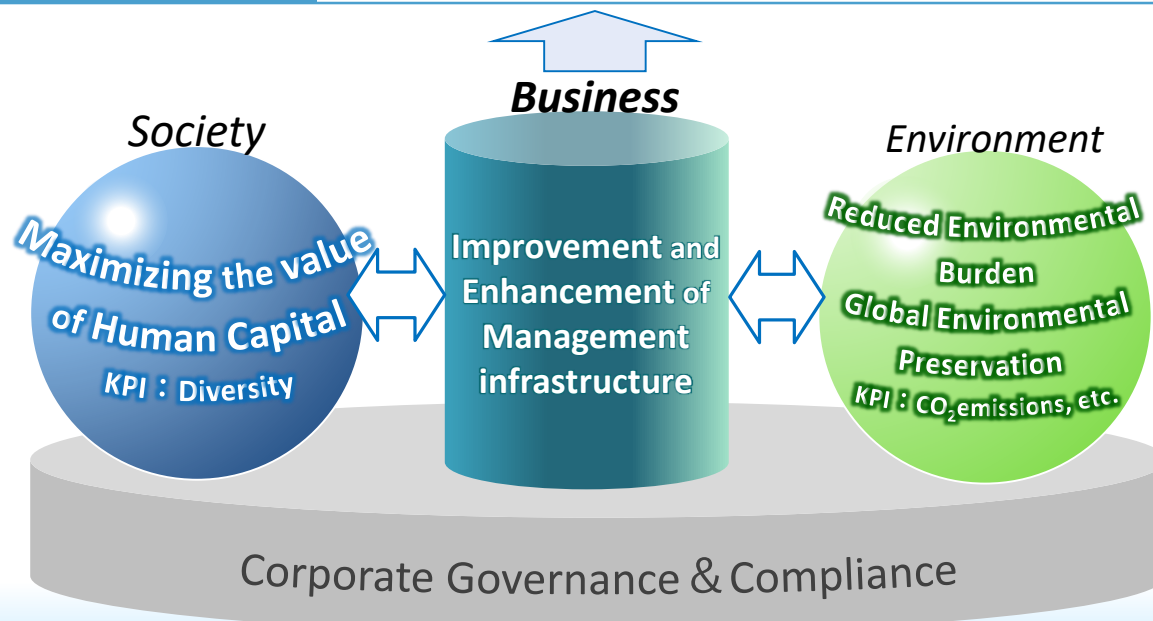 Business
Society
Environment
Maximizing the value
of Human Capital
KPI：Diversity
Improvement and
Enhancement of
Management
infrastructure
Reduced Environmental
Burden
Global Environmental
Preservation
KPI：CO₂emissions, etc.
Corporate Governance & Compliance